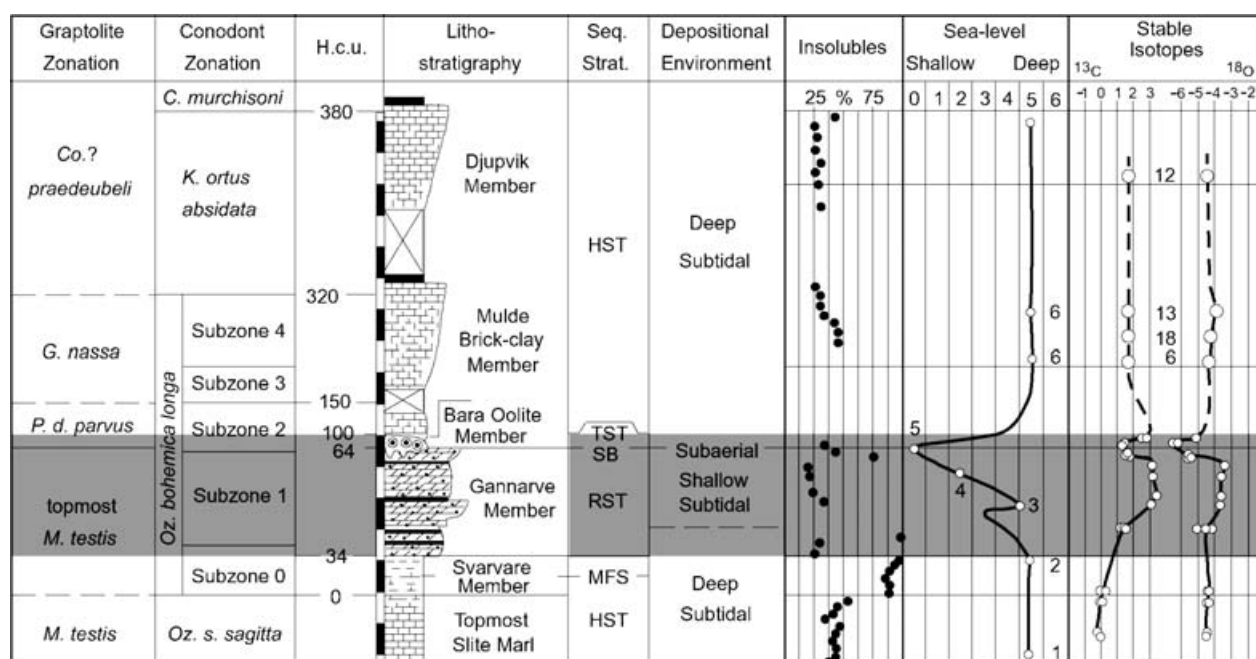 Graptolite Zonation
Conodont Zonation
H.c.u.
Litho-
stratigraphy
Seq. Strat.
Depositional Environment
Insolubles
Sea-level
Shallow Deep
Stable Isotopes
13C 18O
25 % 75
0 1 2 3 4 5 6
-1 0 1 2 3 -6 -5 -4 -3 -2
C. murchisoni
380
Co.?
praedeubeli
K. ortus
absidata
Djupvik
Member
12
HST
Deep
Subtidal
320
G. nassa
Oz. bohemica longa
Subzone 4
Mulde
Brick-clay
Member
6
13
18
6
6
Subzone 3
150
P. d. parvus
Subzone 2
100
Bara Oolite
Member
TST
5
64
SB
Subaerial
topmost
M. testis
Subzone 1
Gannarve
Member
RST
Shallow
Subtidal
4
3
34
Subzone 0
Svarvare
Member
MFS
Deep
Subtidal
2
0
M. testis
Oz. s. sagitta
Topmost
Slite Marl
HST
1